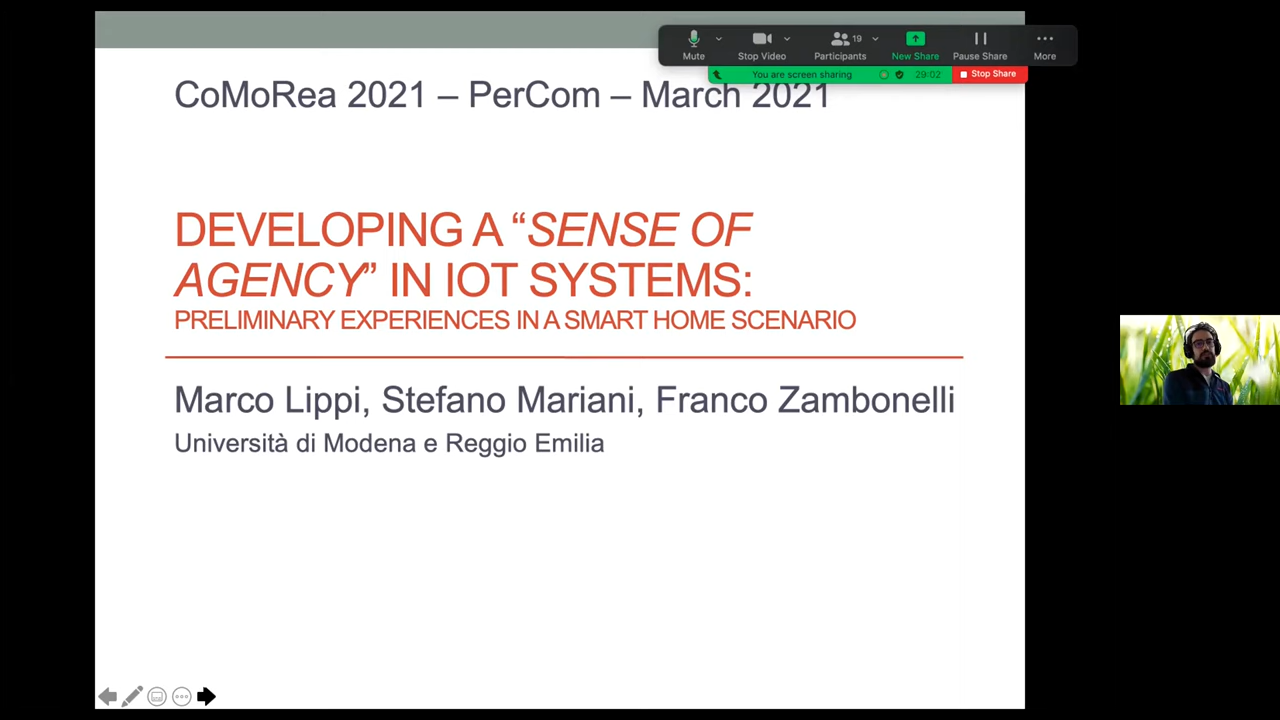 Mute
Stop Video
19
Participants
New Share
Pause Share
More
You are screen sharing
29:02
Stop Share
CoMoRea 2021 – PerCom – March 2021
DEVELOPING A “SENSE OF
AGENCY” IN IOT SYSTEMS:
PRELIMINARY EXPERIENCES IN A SMART HOME SCENARIO
Marco Lippi, Stefano Mariani, Franco Zambonelli
Università di Modena e Reggio Emilia